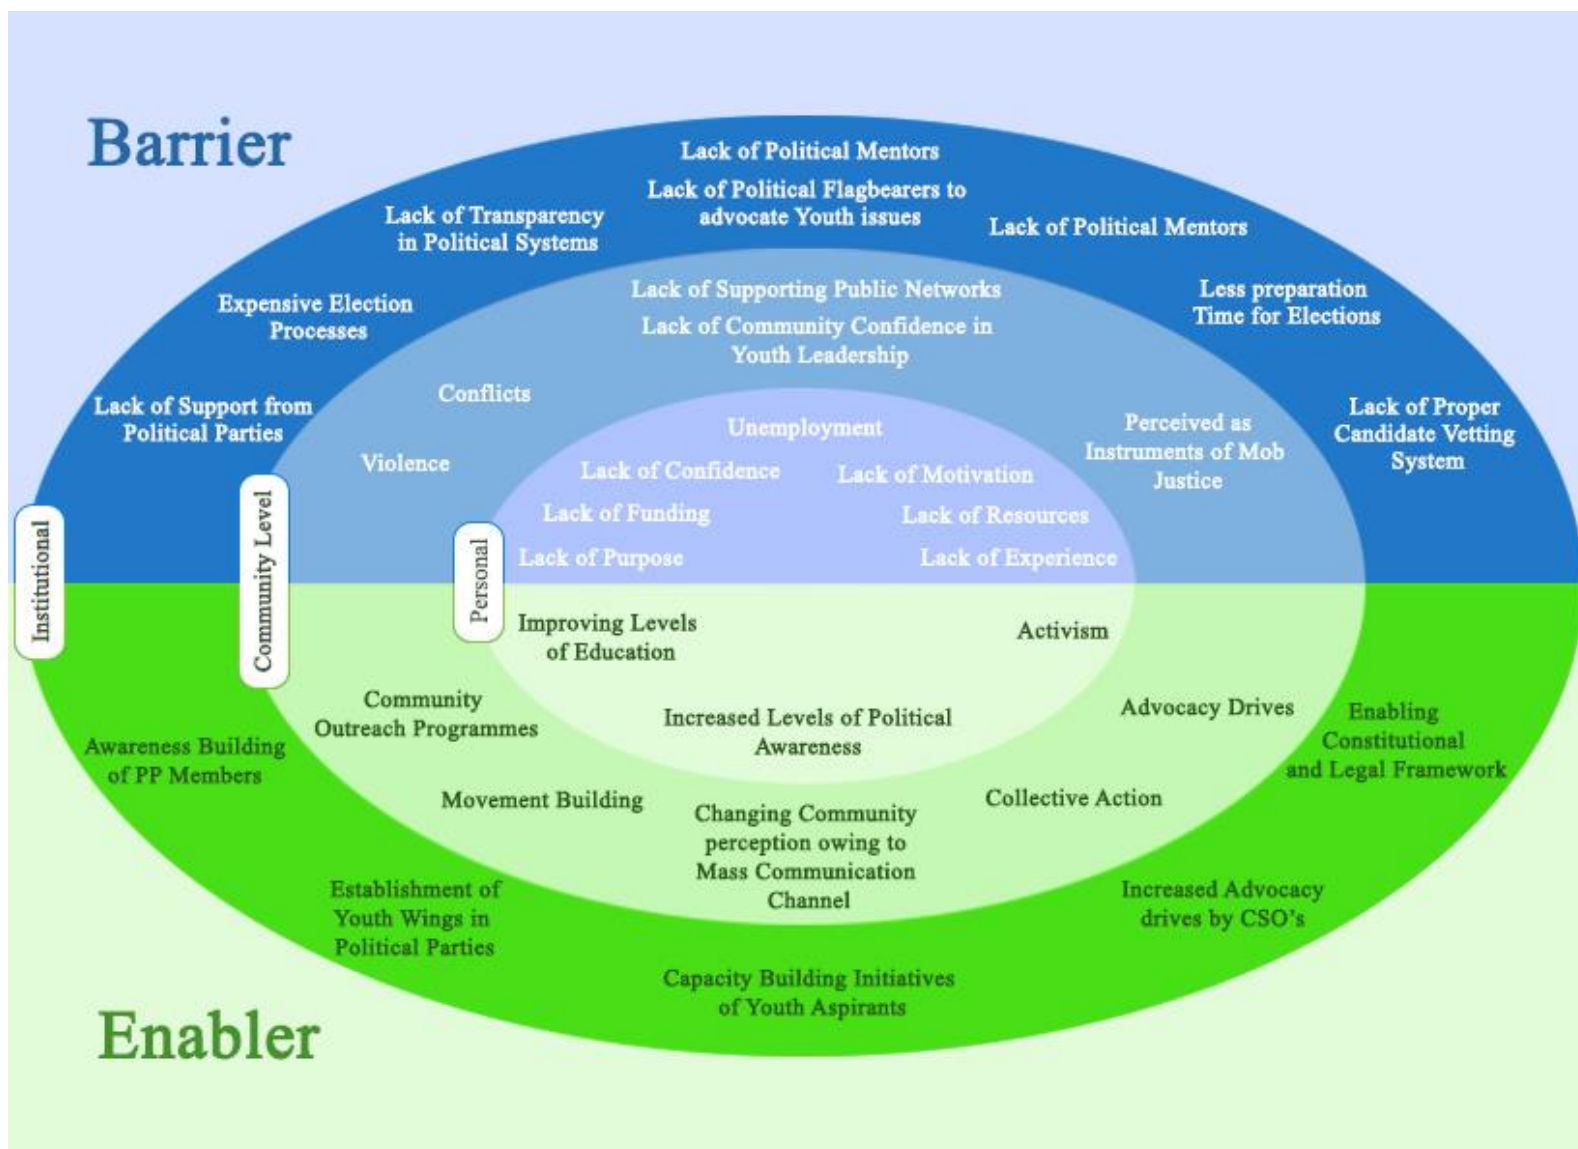 Barrier
Lack of Political Mentors
Lack of Political Flagbearers to
advocate Youth issues
Lack of Transparency
in Political Systems
Lack of Political Mentors
Expensive Election
Processes
Less preparation
Time for Elections
Lack of Support from
Political Parties
Lack of Proper
Candidate Vetting
System
Lack of Supporting Public Networks
Lack of Community Confidence in
Youth Leadership
Conflicts
Violence
Perceived as
Instruments of Mob
Justice
Unemployment
Lack of Confidence
Lack of Motivation
Lack of Funding
Lack of Resources
Lack of Purpose
Lack of Experience
Institutional
Community Level
Personal
Improving Levels
of Education
Activism
Increased Levels of Political
Awareness
Community
Outreach Programmes
Advocacy Drives
Movement Building
Changing Community
perception owing to
Mass Communication
Channel
Collective Action
Awareness Building
of PP Members
Enabling
Constitutional
and Legal Framework
Establishment of
Youth Wings in
Political Parties
Increased Advocacy
drives by CSO's
Capacity Building Initiatives
of Youth Aspirants
Enabler